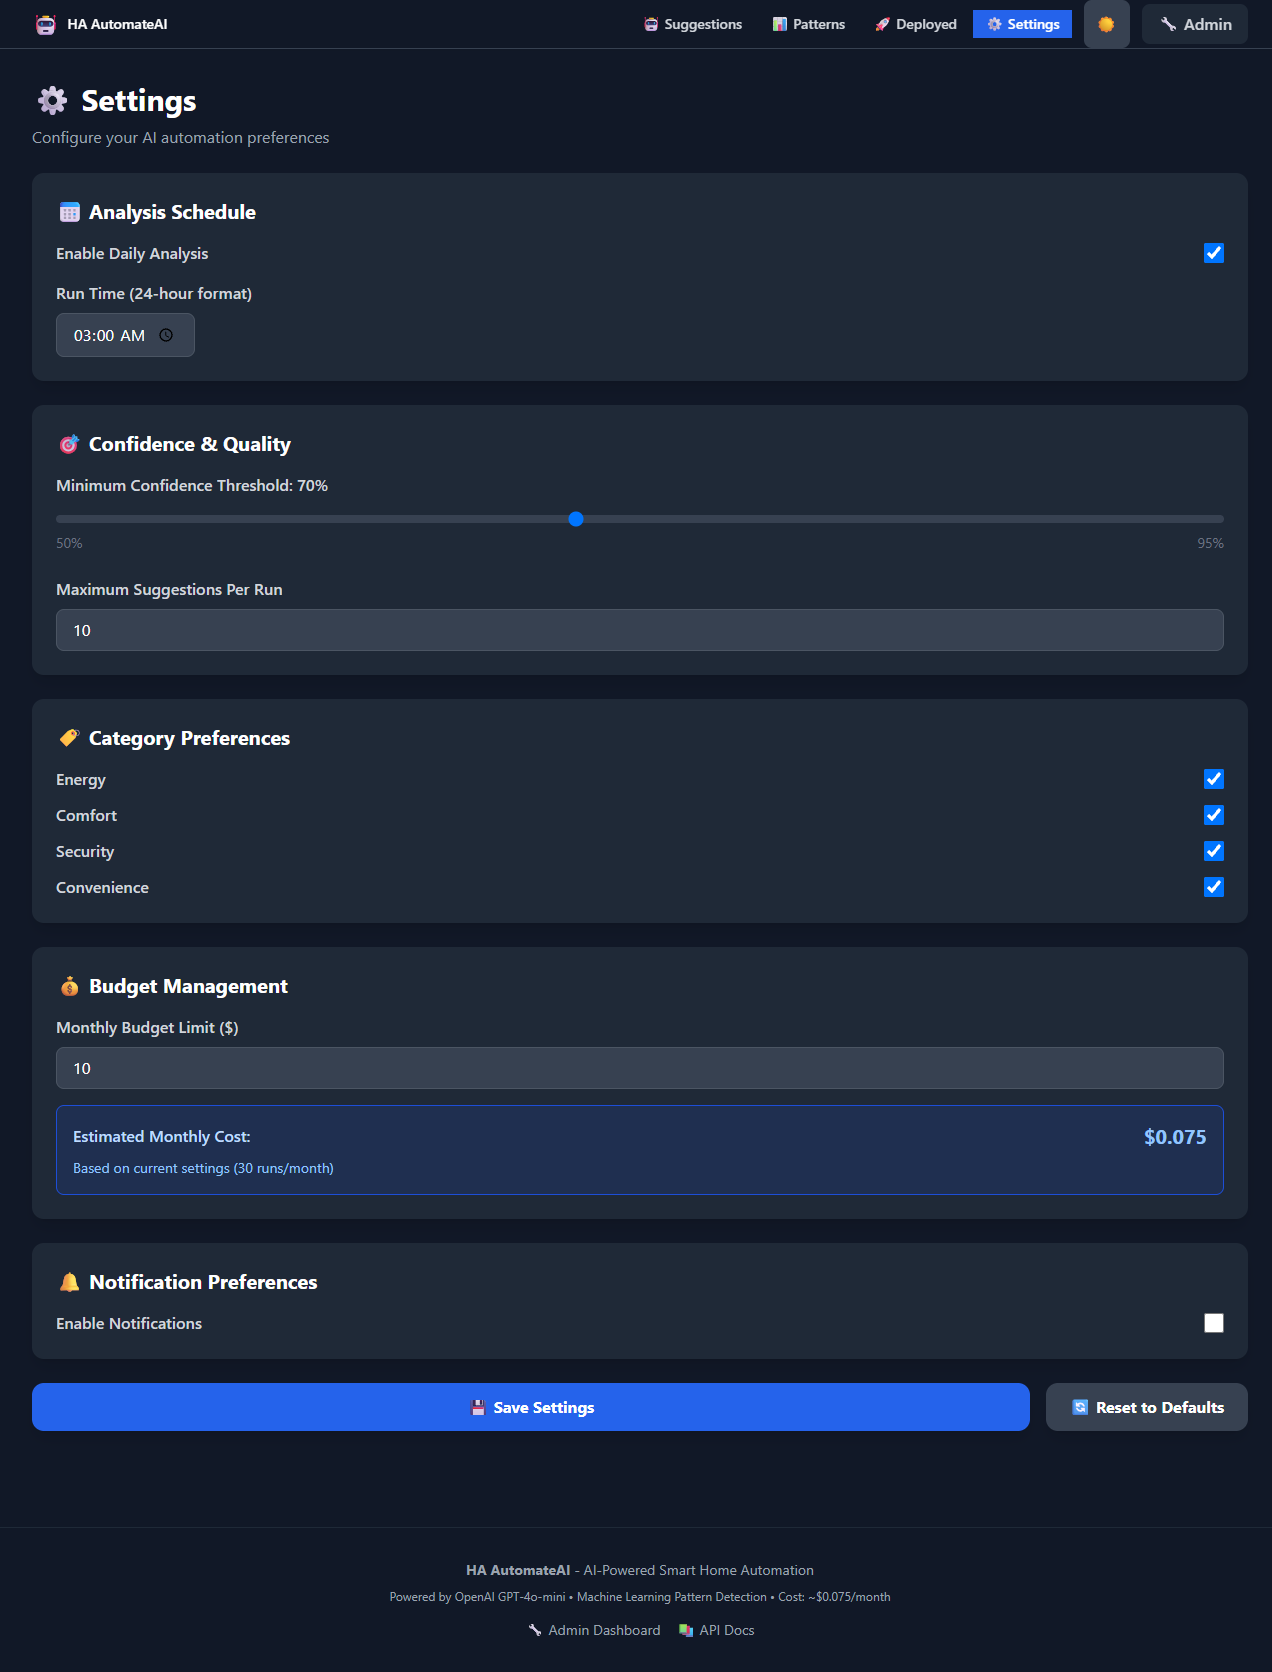 HA AutomateAI
Suggestions
Patterns
Deployed
Settings
Admin
Settings
Configure your AI automation preferences
Analysis Schedule
Enable Daily Analysis
Run Time (24-hour format)
03:00 AM
Confidence & Quality
Minimum Confidence Threshold: 70%
50%
95%
Maximum Suggestions Per Run
10
Category Preferences
Energy
Comfort
Security
Convenience
Budget Management
Monthly Budget Limit ($)
10
Estimated Monthly Cost:
$0.075
Based on current settings (30 runs/month)
Notification Preferences
Enable Notifications
Save Settings
Reset to Defaults
HA AutomateAI - AI-Powered Smart Home Automation
Powered by OpenAI GPT-4o-mini • Machine Learning Pattern Detection • Cost: ~$0.075/month
Admin Dashboard
API Docs